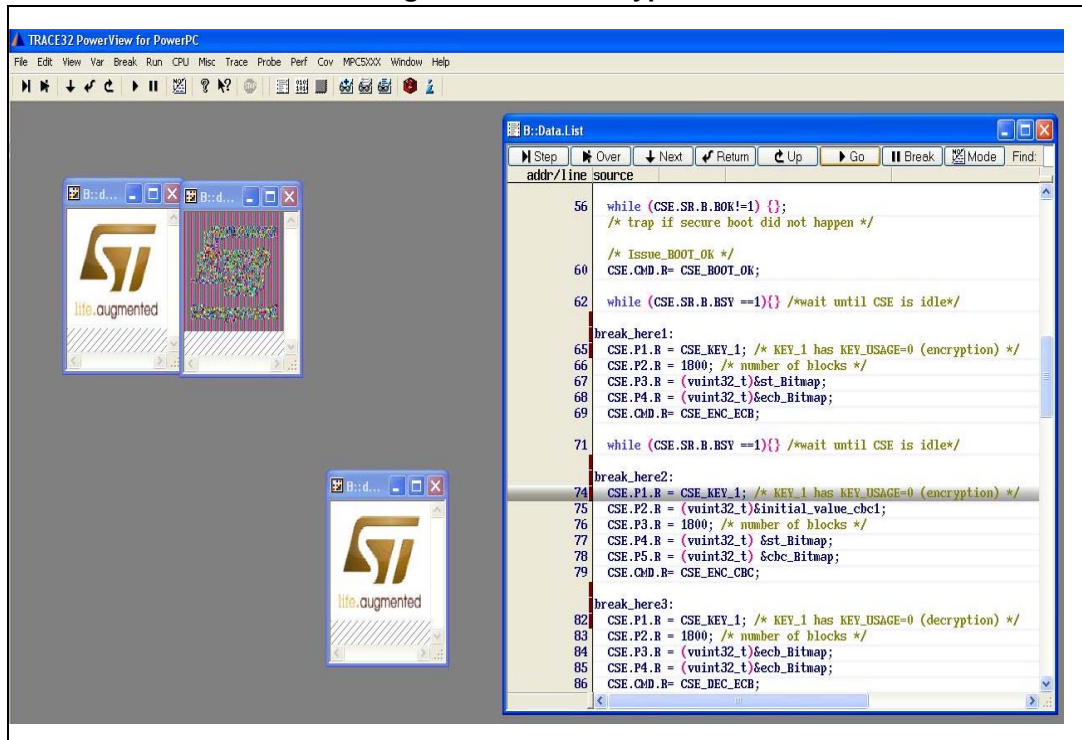 TRACE32 PowerView for PowerPC
File Edit View Var Break Run CPU Misc Trace Probe Perf Cov MPC5XXX Window Help
B::d...
B::d...
life.augmented
B::d...
life.augmented
B::Data.List
Step Over Next Return Up Go Break Mode Find:
addr/line source
56 while (CSE.SR.B.BOK!=1) {};
/* trap if secure boot did not happen */
/* Issue_BOOT_OK */
60 CSE.CMD.R= CSE_BOOT_OK;
62 while (CSE.SR.B.BSY ==1){} /*wait until CSE is idle*/
break_here1:
65 CSE.P1.R = CSE_KEY_1; /* KEY_1 has KEY_USAGE=0 (encryption) */
66 CSE.P2.R = 1800; /* number of blocks */
67 CSE.P3.R = (vuint32_t)&st_Bitmap;
68 CSE.P4.R = (vuint32_t)&ecb_Bitmap;
69 CSE.CMD.R= CSE_ENC_ECB;
71 while (CSE.SR.B.BSY ==1){} /*wait until CSE is idle*/
break_here2:
74 CSE.P1.R = CSE_KEY_1; /* KEY_1 has KEY_USAGE=0 (encryption) */
75 CSE.P2.R = (vuint32_t)&initial_value_cbc1;
76 CSE.P3.R = 1800; /* number of blocks */
77 CSE.P4.R = (vuint32_t) &st_Bitmap;
78 CSE.P5.R = (vuint32_t) &cbc_Bitmap;
79 CSE.CMD.R= CSE_ENC_CBC;
break_here3:
82 CSE.P1.R = CSE_KEY_1; /* KEY_1 has KEY_USAGE=0 (decryption) */
83 CSE.P2.R = 1800; /* number of blocks */
84 CSE.P3.R = (vuint32_t)&ecb_Bitmap;
85 CSE.P4.R = (vuint32_t)&ecb_Bitmap;
86 CSE.CMD.R= CSE_DEC_ECB;